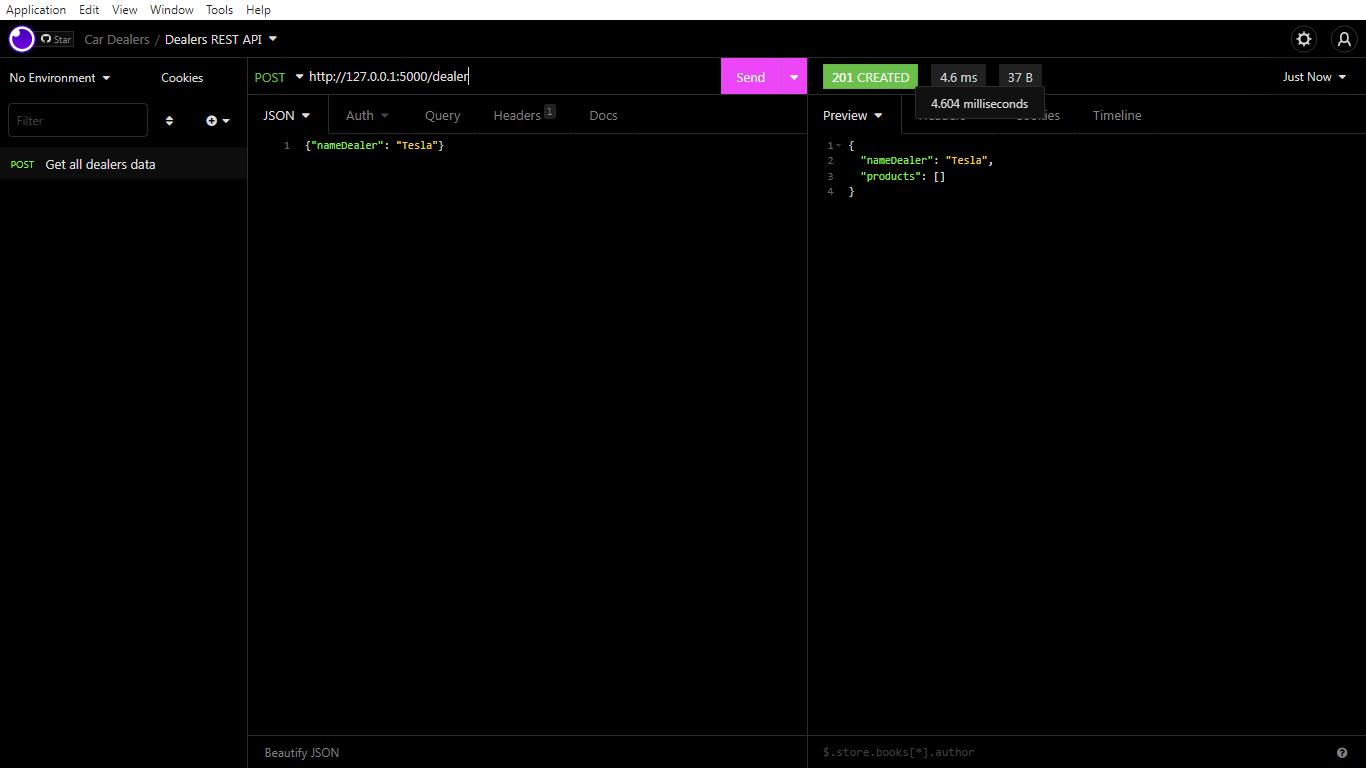 Application Edit View Window Tools Help
Star Car Dealers / Dealers REST API
No Environment Cookies
POST http://127.0.0.1:5000/dealer Send
201 CREATED 4.6 ms 37 B Just Now
4.604 milliseconds
Filter
JSON Auth Query Headers 1 Docs
Preview Headers Cookies Timeline
POST Get all dealers data
1 {"nameDealer": "Tesla"}
1 {
2 "nameDealer": "Tesla",
3 "products": []
4 }
Beautify JSON
$.store.books[*].author